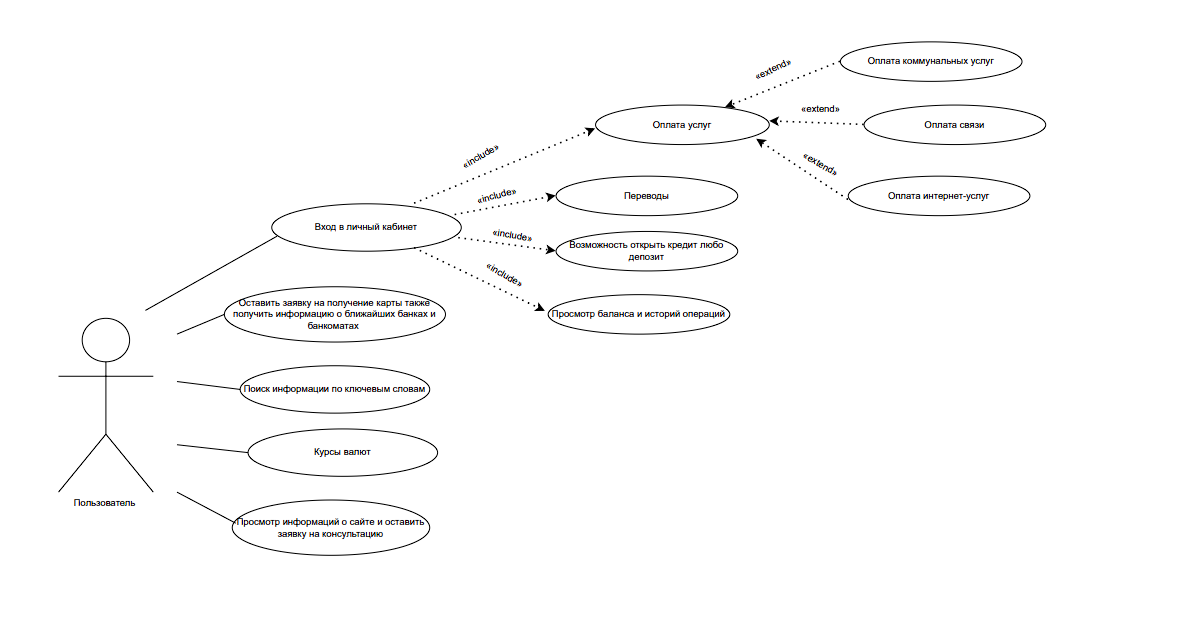 Оплата коммунальных услуг
«extend»
«extend»
Оплата услуг
Оплата связи
«include»
«extend»
«include»
Переводы
Оплата интернет-услуг
Вход в личный кабинет
«include»
Возможность открыть кредит либо
депозит
«include»
Оставить заявку на получение карты также
получить информацию о ближайших банках и
банкоматах
Просмотр баланса и историй операций
Поиск информации по ключевым словам
Курсы валют
Пользователь
Просмотр информаций о сайте и оставить
заявку на консультацию